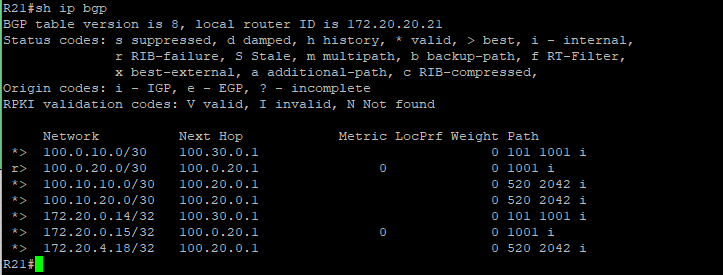 R21#sh ip bgp
BGP table version is 8, local router ID is 172.20.20.21
Status codes: s suppressed, d damped, h history, * valid, > best, i - internal,
              r RIB-failure, S Stale, m multipath, b backup-path, f RT-Filter,
              x best-external, a additional-path, c RIB-compressed,
Origin codes: i - IGP, e - EGP, ? - incomplete
RPKI validation codes: V valid, I invalid, N Not found

     Network          Next Hop            Metric LocPrf Weight Path
 *>  100.0.10.0/30    100.30.0.1                             0 101 1001 i
 r>  100.0.20.0/30    100.0.20.1               0             0 1001 i
 *>  100.10.10.0/30   100.20.0.1                             0 520 2042 i
 *>  100.10.20.0/30   100.20.0.1                             0 520 2042 i
 *>  172.20.0.14/32   100.30.0.1                             0 101 1001 i
 *>  172.20.0.15/32   100.0.20.1               0             0 1001 i
 *>  172.20.4.18/32   100.20.0.1                             0 520 2042 i
R21#